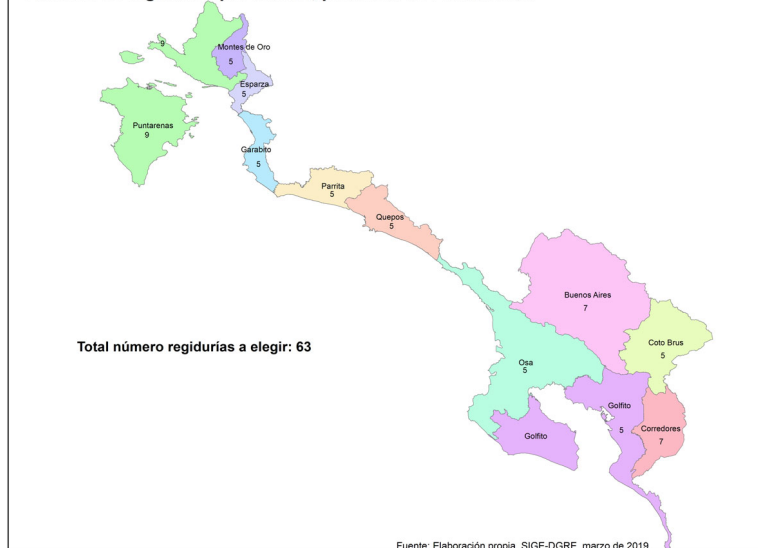 9
Montes de Oro
5
Esparza
5
Puntarenas
9
Garabito
5
Parrita
5
Quepos
5
Buenos Aires
7
Coto Brus
5
Osa
5
Total número regidurías a elegir: 63
Golfito
5
Corredores
7
Golfito
Fuente: Elaboración propia, SIGE-DGRE, marzo de 2019